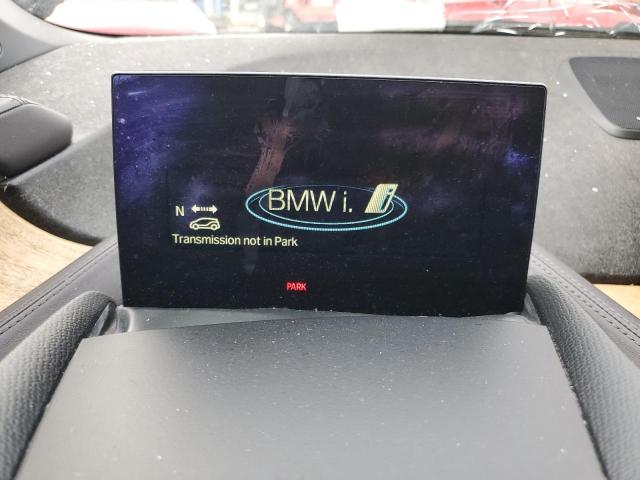 BMW i.
N
Transmission not in Park
PARK